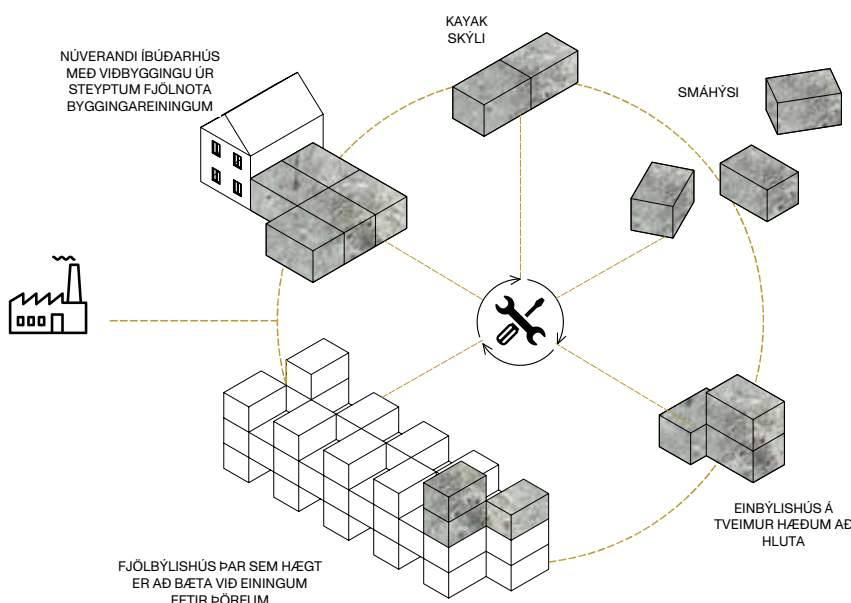 KAYAK
SKÝLI
NÚVERANDI ÍBÚÐARHÚS
MEÐ VIÐBYGGINGU ÚR
STEYPTUM FJÖLNOTA
BYGGINGAREININGUM
SMÁHÝSI
EINBÝLISHÚS Á
TVEIMUR HÆÐUM AÐ
HLUTA
FJÖLBÝLISHÚS ÞAR SEM HÆGT
ER AÐ BÆTA VIÐ EININGUM
EFTIR ÞÖRFUM